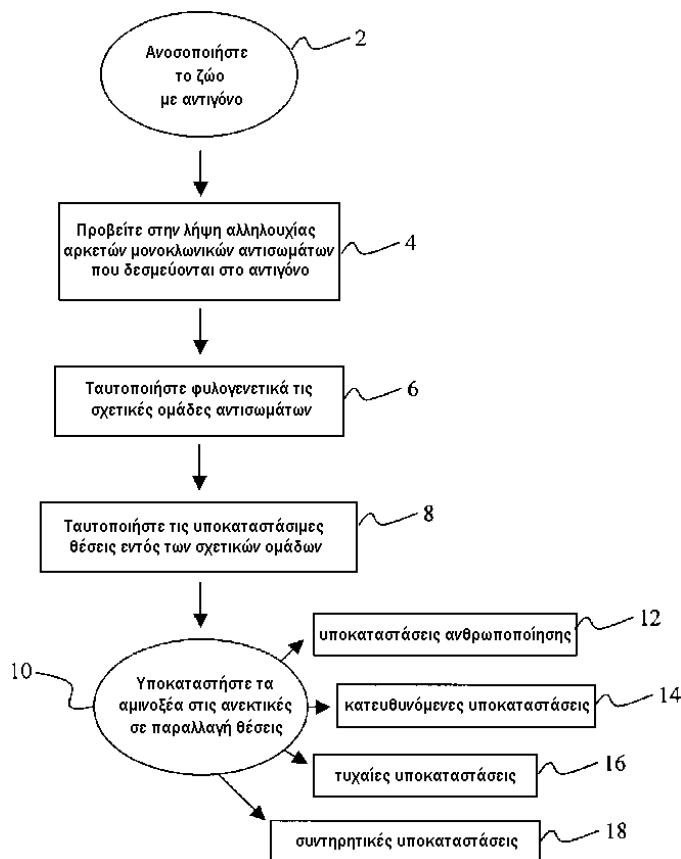 Ανοσοποιήστε
το ζώο
με αντιγόνο
2
Προβείτε στην λήψη αλληλουχίας
αρκετών μονοκλωνικών αντισωμάτων
που δεσμεύονται στο αντιγόνο
4
Ταυτοποιήστε φυλογενετικά τις
σχετικές ομάδες αντισωμάτων
6
Ταυτοποιήστε τις υποκαταστάσιμες
θέσεις εντός των σχετικών ομάδων
8
10
Υποκαταστήστε τα
αμινοξέα στις ανεκτικές
σε παραλλαγή θέσεις
υποκαταστάσεις ανθρωποποίησης
12
κατευθυνόμενες υποκαταστάσεις
14
τυχαίες υποκαταστάσεις
16
συντηρητικές υποκαταστάσεις
18